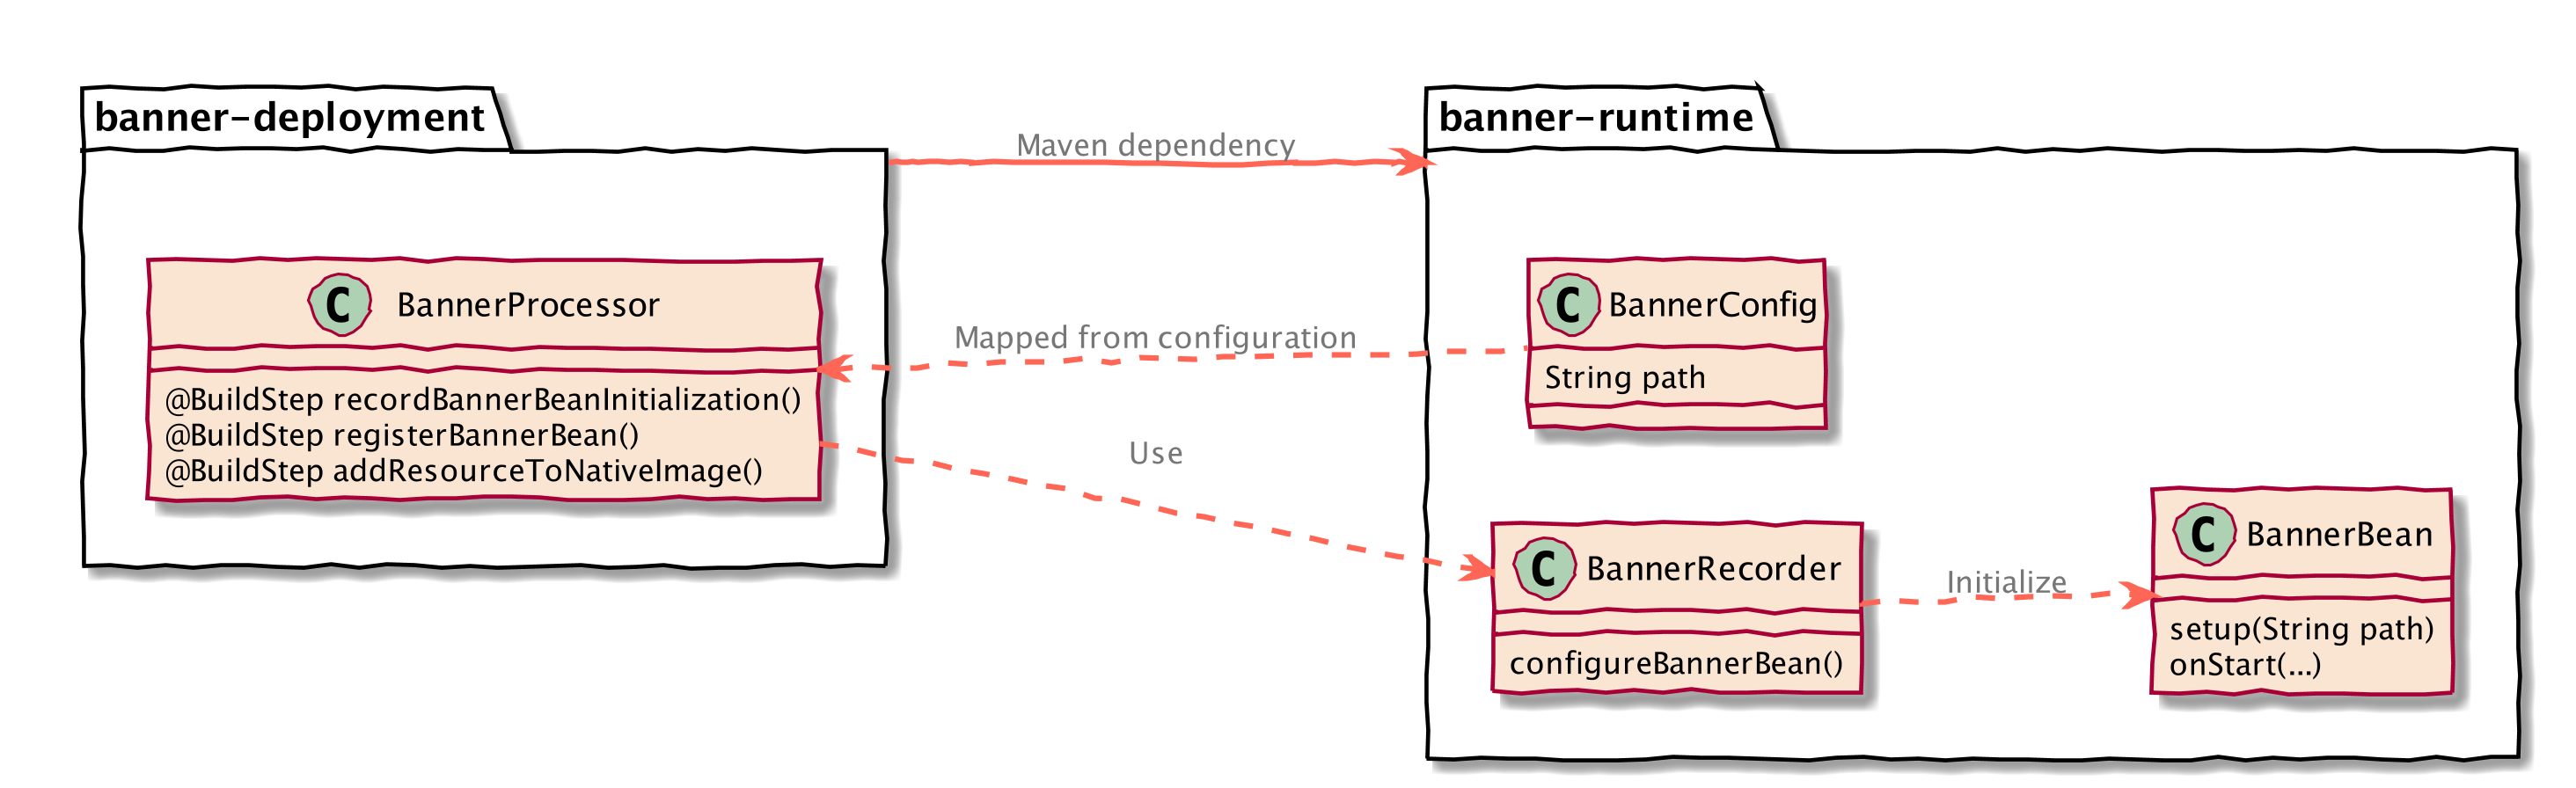 banner-deployment
Maven dependency
banner-runtime
C BannerProcessor
@BuildStep recordBannerBeanInitialization()
@BuildStep registerBannerBean()
@BuildStep addResourceToNativeImage()
Mapped from configuration
Use
C BannerConfig
String path
C BannerRecorder
configureBannerBean()
Initialize
C BannerBean
setup(String path)
onStart(...)